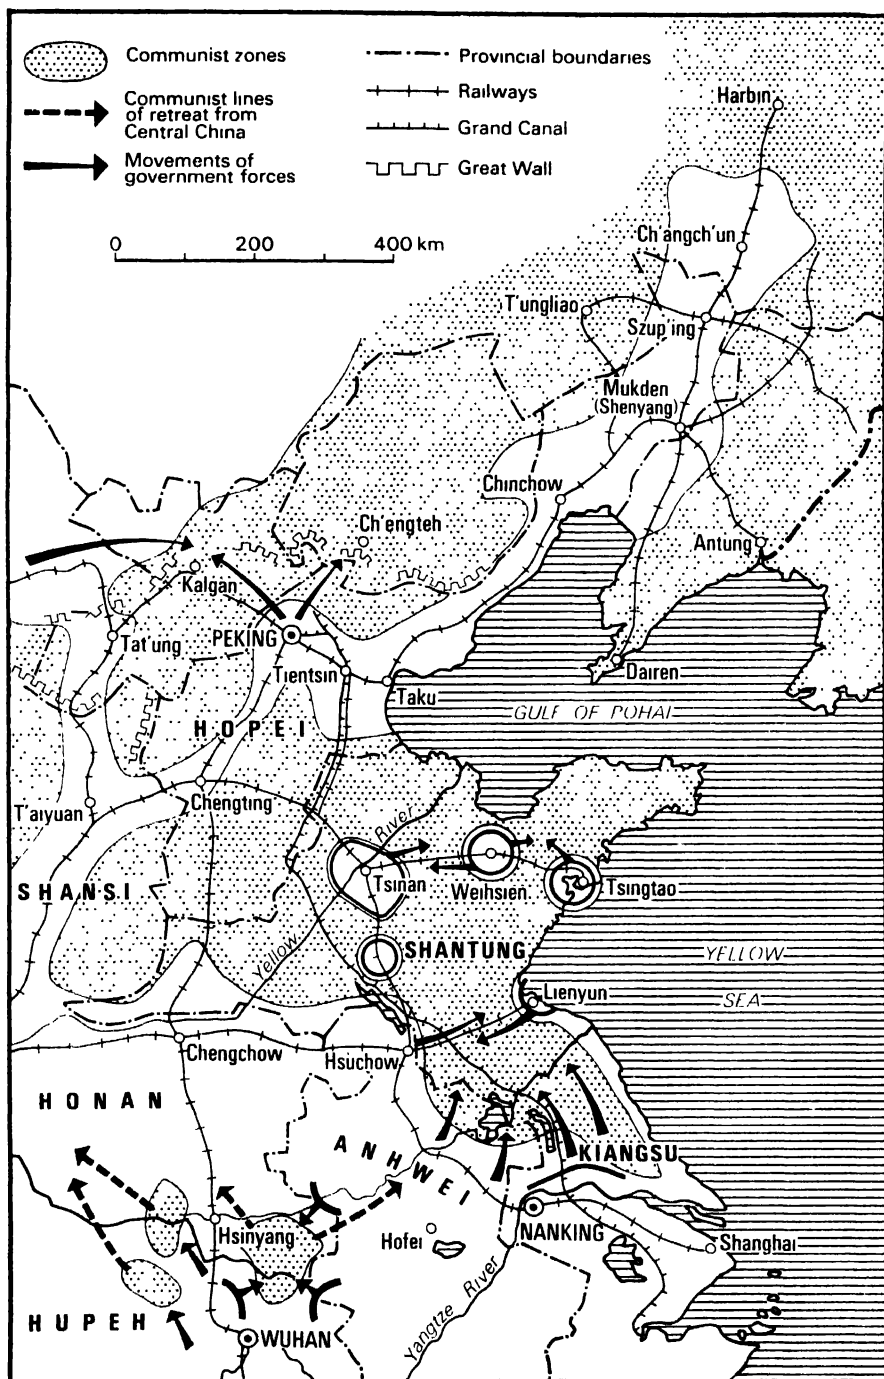 Communist zones
Communist lines
of retreat from
Central China
Movements of
government forces
Provincial boundaries
Railways
Grand Canal
Great Wall
0 200 400 km
Harbin
Ch'angch'un
T'ungliao
Szup'ing
Mukden
(Shenyang)
Chinchow
Ch'engteh
Antung
Kalgan
Tat'ung
PEKING
Tientsin
Taku
Dairen
GULF OF POHAI
HOPEI
Chengting
T'aiyuan
River
Tsinan
Weihsien
Tsingtao
SHANSI
Yellow
SHANTUNG
YELLOW
SEA
Lienyun
Chengchow
Hsuchow
HONAN
ANHWEI
KIANGSU
Hsinyang
Hofei
NANKING
Shanghai
HUPEH
WUHAN
Yangtze River